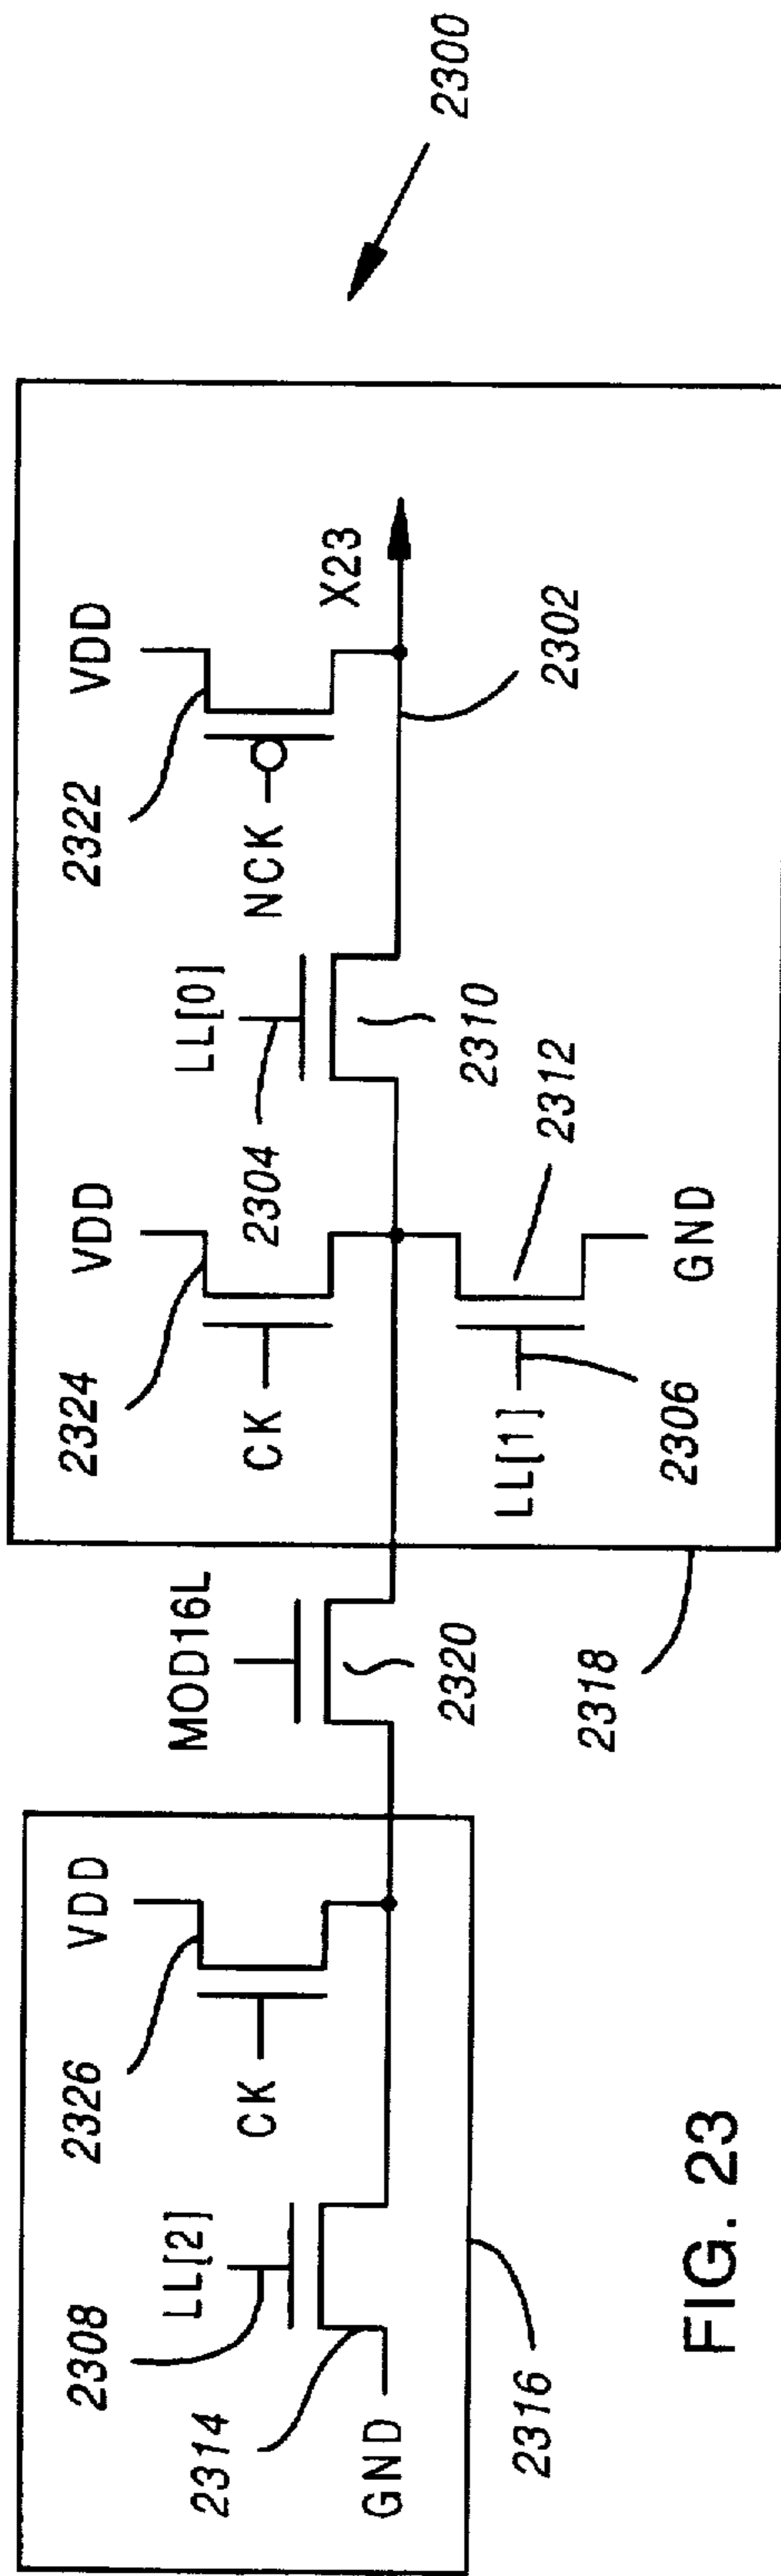 2300
VDD
2322
NCK
X23
2302
LL[0]
2304
2310
VDD
2324
CK
2312
GND
LL[1]
2306
MOD16L
2320
2318
VDD
2326
CK
LL[2]
2308
2314
GND
2316
FIG. 23